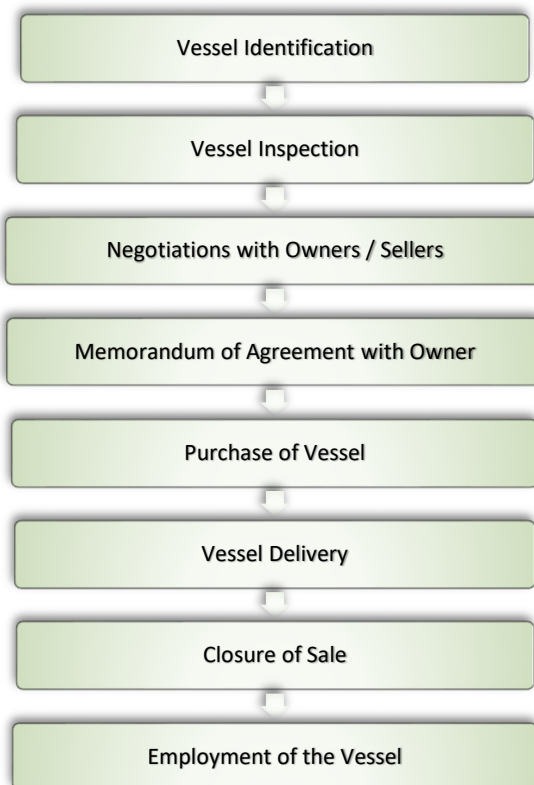 Vessel Identification
Vessel Inspection
Negotiations with Owners / Sellers
Memorandum of Agreement with Owner
Purchase of Vessel
Vessel Delivery
Closure of Sale
Employment of the Vessel